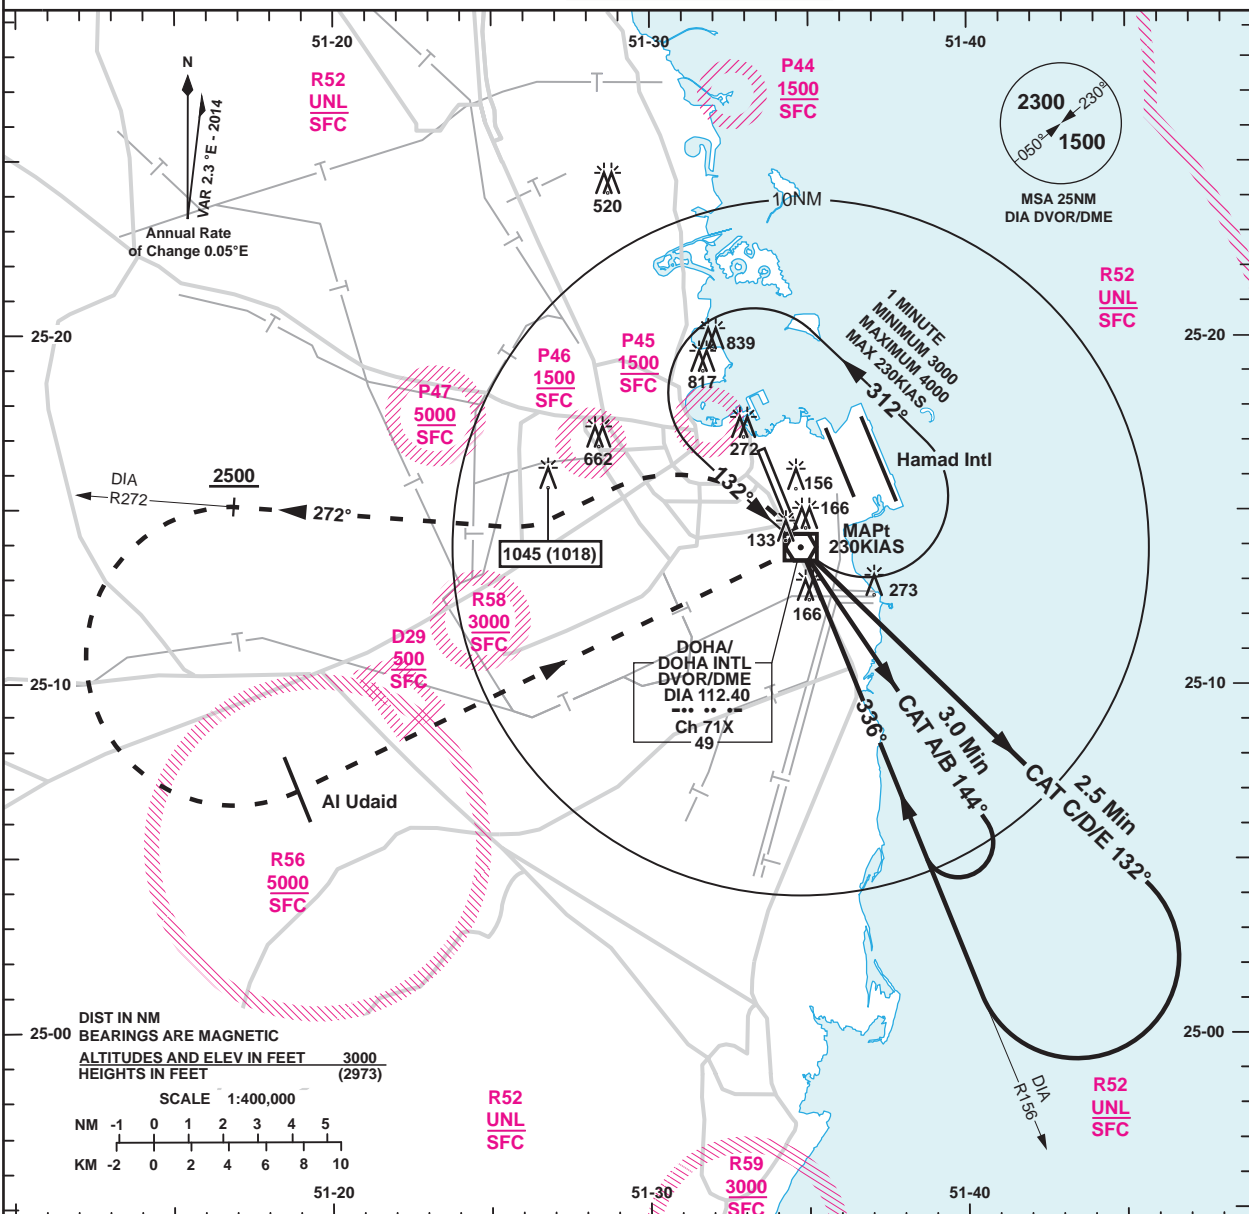 51-20
51-30
51-40
N
VAR 2.3 °E - 2014
Annual Rate
of Change 0.05°E
R52
UNL
SFC
P44
1500
SFC
2300
230°
050°
1500
MSA 25NM
DIA DVOR/DME
520
10NM
R52
UNL
SFC
25-20
25-20
1 MINUTE
MINIMUM 3000
MAXIMUM 4000
MAX 230KIAS
312°
839
817
P45
1500
SFC
P46
1500
SFC
P47
5000
SFC
272
662
Hamad Intl
132°
156
166
133
MAPt
230KIAS
DIA
R272
2500
272°
1045 (1018)
273
166
R58
3000
SFC
D29
500
SFC
DOHA/
DOHA INTL
DVOR/DME
DIA 112.40
Ch 71X
49
25-10
25-10
336°
3.0 Min
CAT A/B 144°
2.5 Min
CAT C/D/E 132°
Al Udaid
R56
5000
SFC
DIST IN NM
BEARINGS ARE MAGNETIC
ALTITUDES AND ELEV IN FEET 3000
HEIGHTS IN FEET (2973)
SCALE 1:400,000
NM -1 0 1 2 3 4 5
KM -2 0 2 4 6 8 10
25-00
25-00
R52
UNL
SFC
DIA
R156
R52
UNL
SFC
R59
3000
SFC
51-20
51-30
51-40